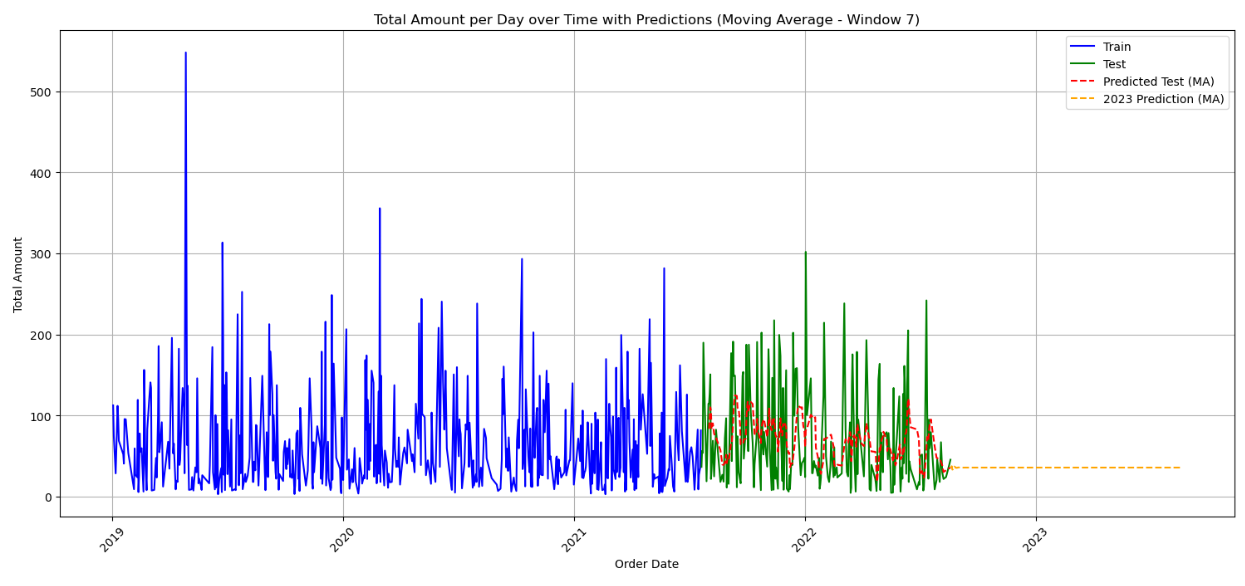 Total Amount per Day over Time with Predictions (Moving Average - Window 7)
Train
Test
Predicted Test (MA)
2023 Prediction (MA)
500
400
300
200
100
0
Total Amount
2019
2020
2021
2022
2023
Order Date